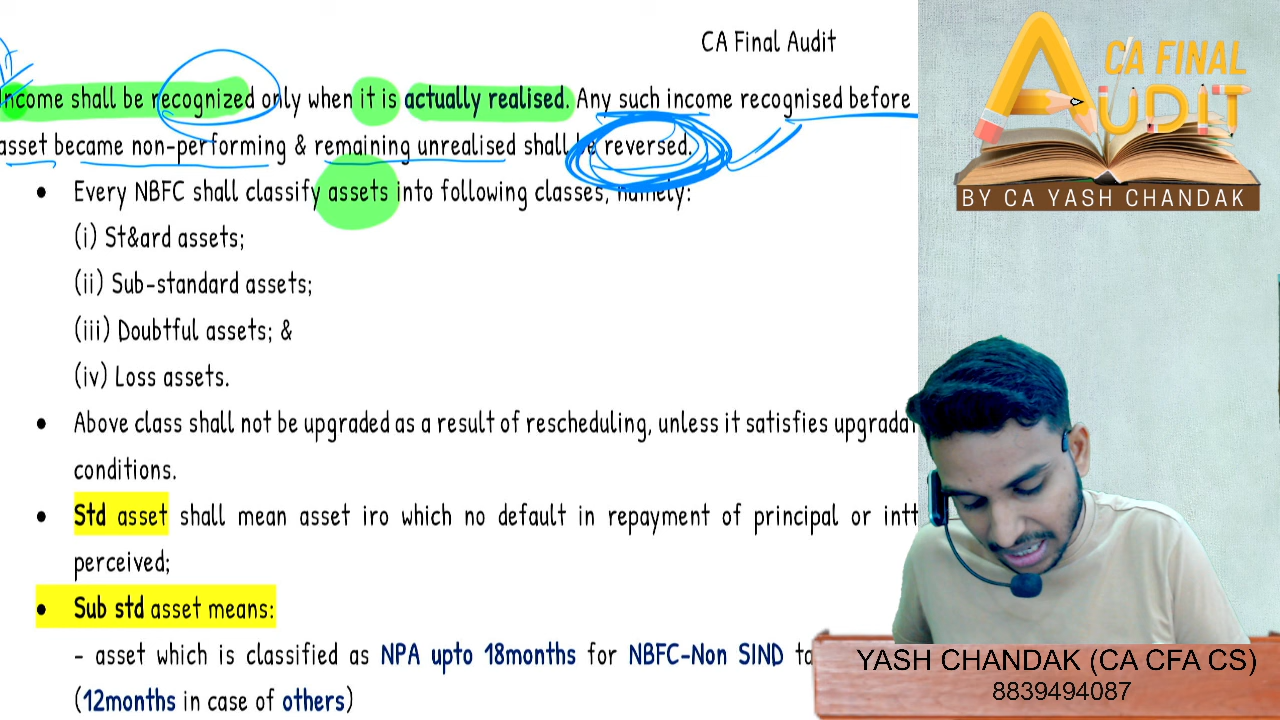 CA Final Audit
Income shall be recognized only when it is actually realised. Any such income recognised before
asset became non-performing & remaining unrealised shall be reversed.
• Every NBFC shall classify assets into following classes, namely:
(i) St&ard assets;
(ii) Sub-standard assets;
(iii) Doubtful assets; &
(iv) Loss assets.
• Above class shall not be upgraded as a result of rescheduling, unless it satisfies
conditions.
• Std asset shall mean asset iro which no default in repayment of principal or intt
perceived;
• Sub std asset means:
- asset which is classified as NPA upto 18months for NBFC-Non SIND
(12months in case of others)
CA FINAL
AUDIT
BY CA YASH CHANDAK
YASH CHANDAK (CA CFA CS)
8839494087